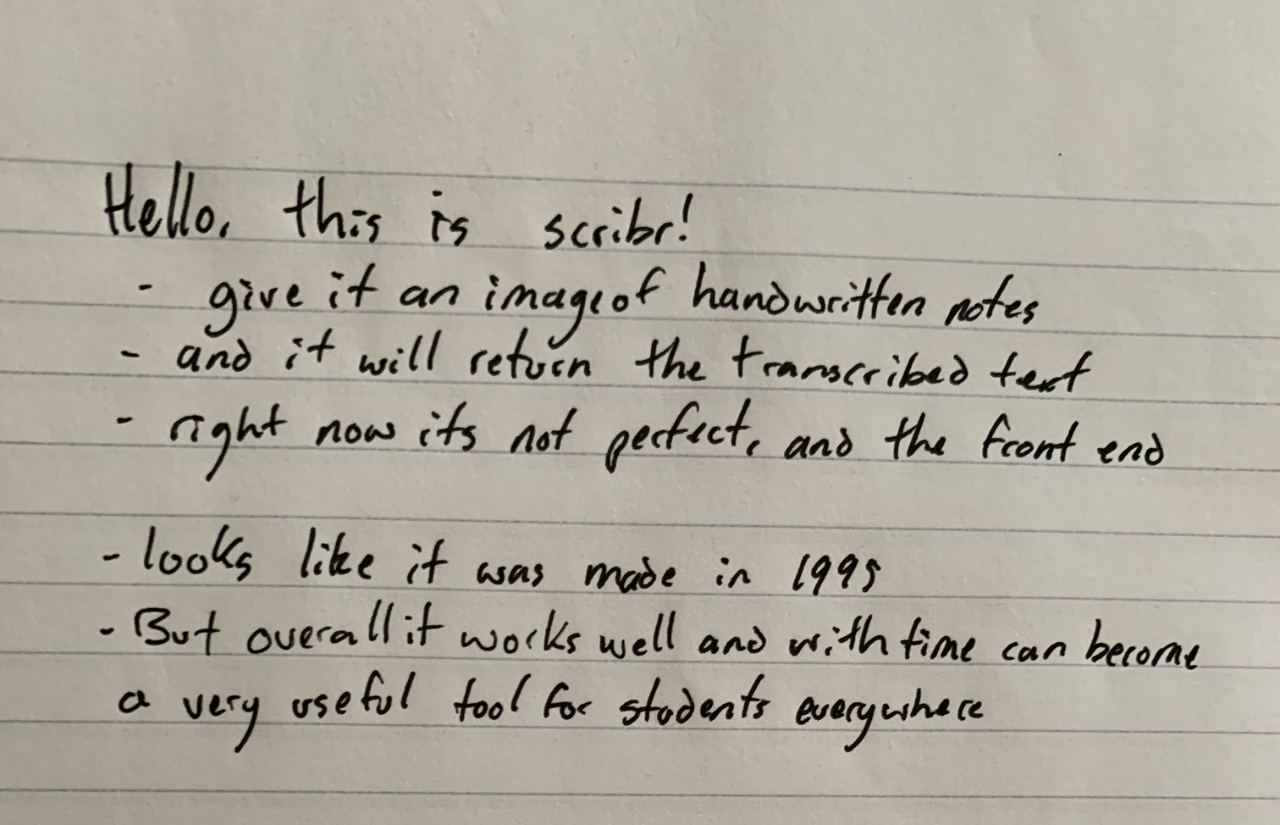 Hello, this is scribr!
- give it an image of handwritten notes
- and it will return the transcribed text
- right now its not perfect, and the front end
- looks like it was made in 1995
- But overall it works well and with time can become
a very useful tool for students everywhere